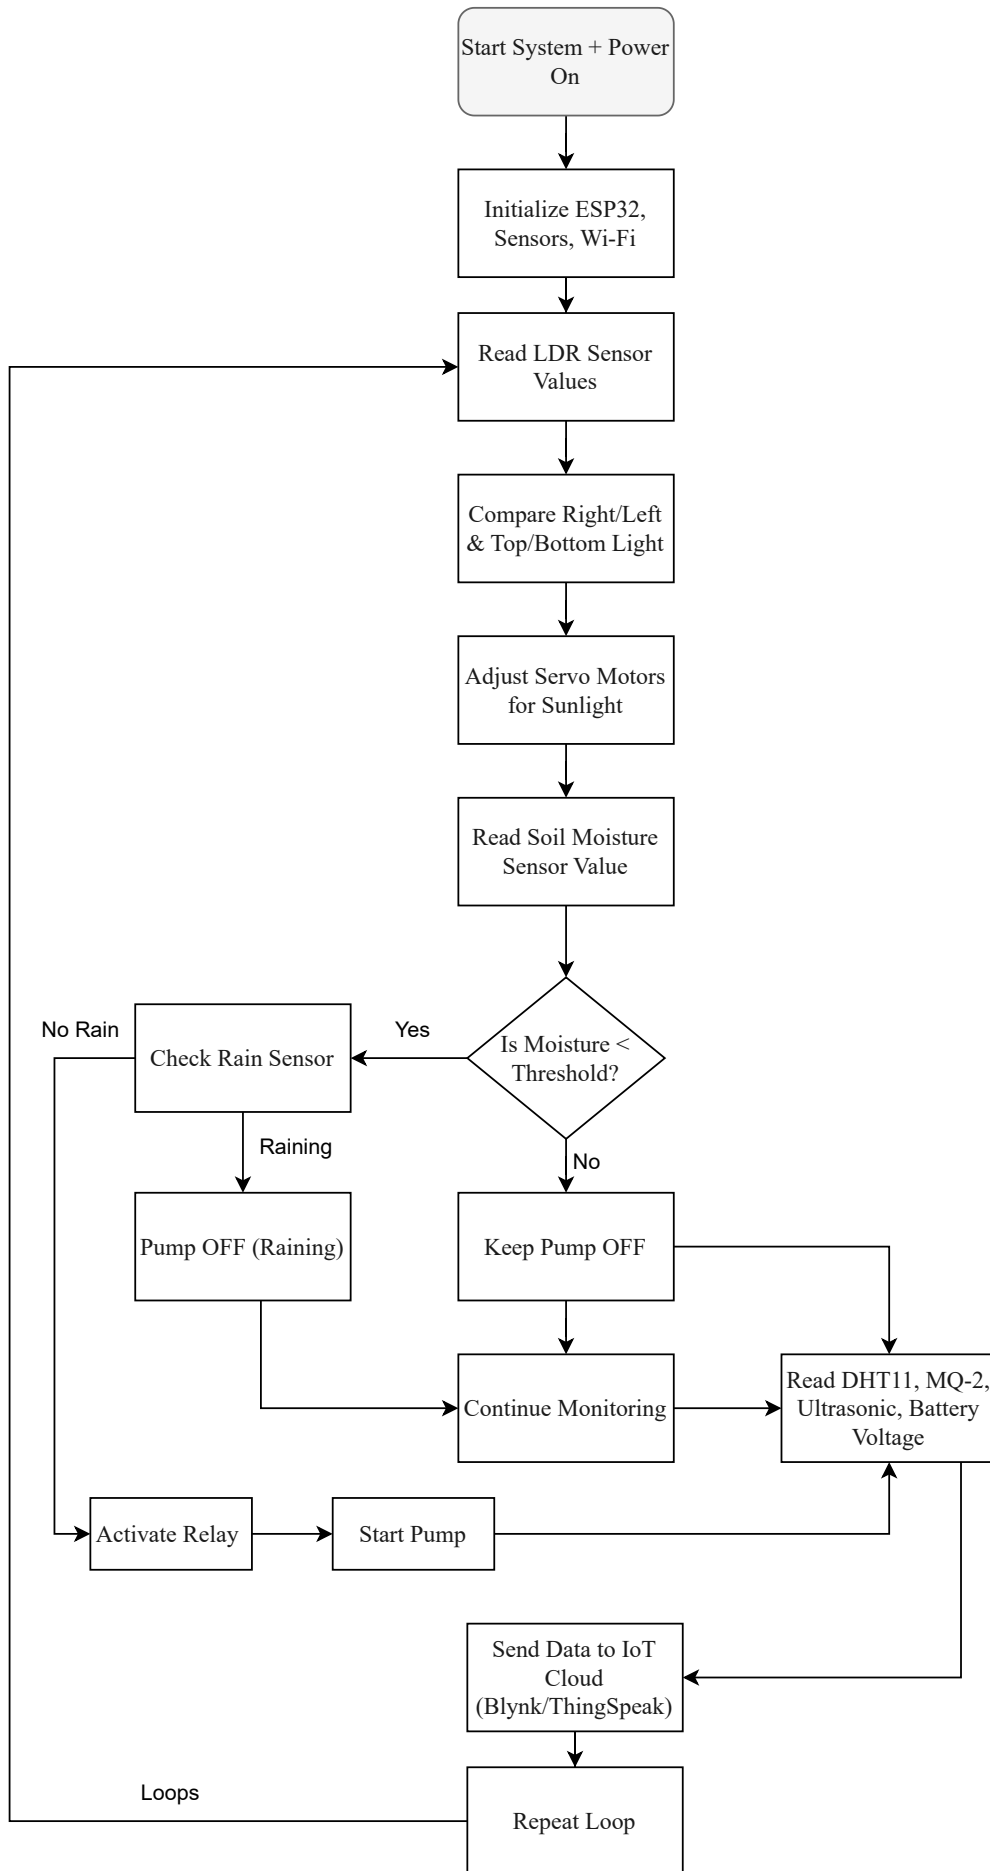 Start System + Power
On
Initialize ESP32,
Sensors, Wi-Fi
Read LDR Sensor
Values
Compare Right/Left
& Top/Bottom Light
Adjust Servo Motors
for Sunlight
Read Soil Moisture
Sensor Value
Is Moisture <
Threshold?
Yes
No Rain
Check Rain Sensor
Raining
No
Pump OFF (Raining)
Keep Pump OFF
Continue Monitoring
Read DHT11, MQ-2,
Ultrasonic, Battery
Voltage
Activate Relay
Start Pump
Send Data to IoT
Cloud
(Blynk/ThingSpeak)
Loops
Repeat Loop